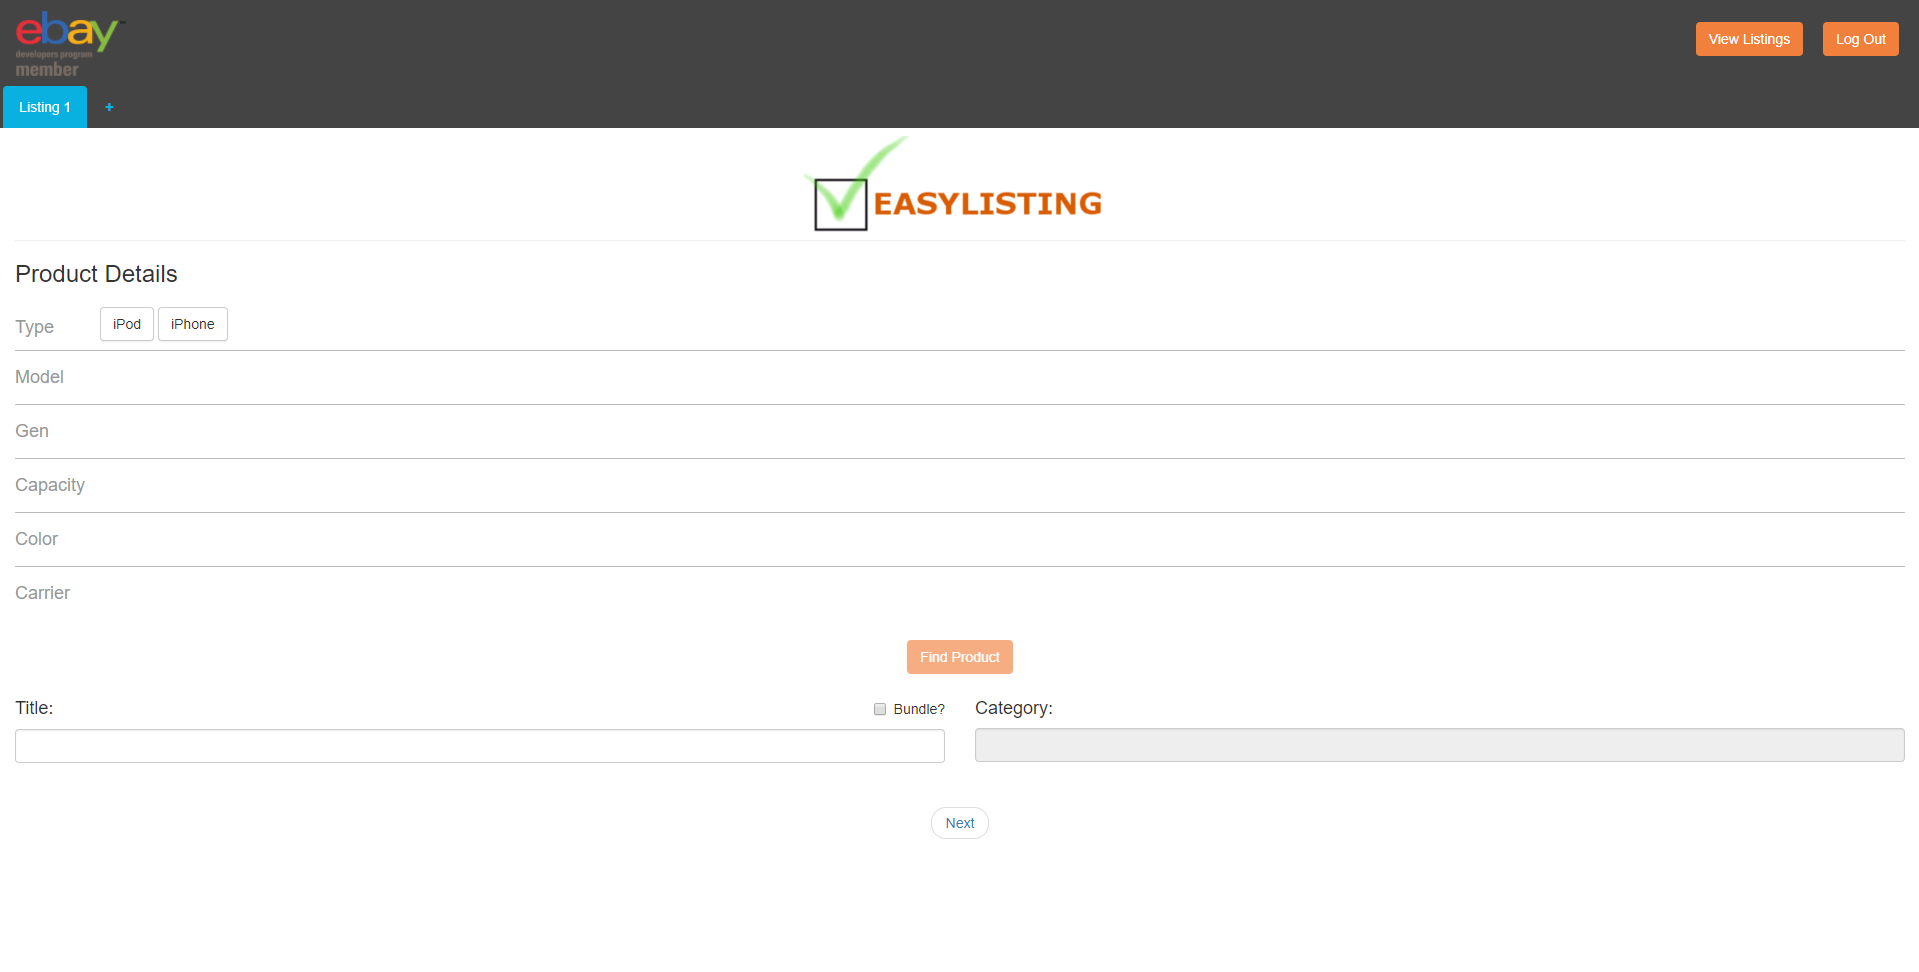 ebay
developers program
member
View Listings
Log Out
Listing 1
+
EASYLISTING
Product Details
Type
iPod
iPhone
Model
Gen
Capacity
Color
Carrier
Find Product
Title:
Bundle?
Category:
Next